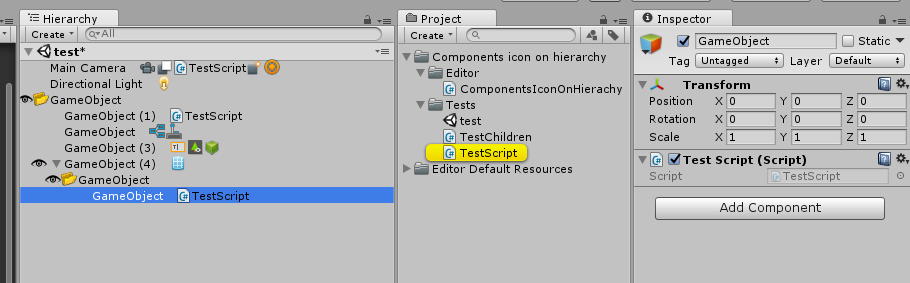 Hierarchy
Create
All
test*
Main Camera TestScript
Directional Light
GameObject
GameObject (1) TestScript
GameObject
GameObject (3)
GameObject (4)
GameObject
GameObject TestScript
Project
Create
Components icon on hierarchy
Editor
ComponentsIconOnHierachy
Tests
test
TestChildren
TestScript
Editor Default Resources
Inspector
GameObject Static
Tag Untagged Layer Default
Transform
Position X 0 Y 0 Z 0
Rotation X 0 Y 0 Z 0
Scale X 1 Y 1 Z 1
Test Script (Script)
Script TestScript
Add Component